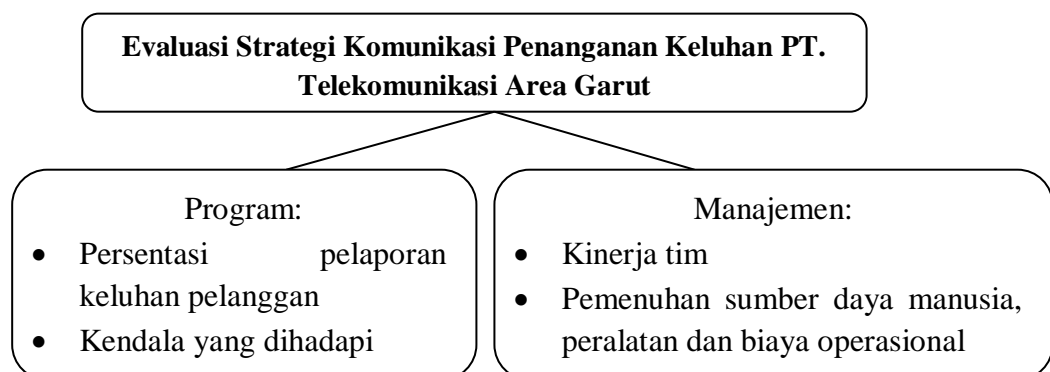 Evaluasi Strategi Komunikasi Penanganan Keluhan PT.
Telekomunikasi Area Garut
Program:
• Persentasi pelaporan
keluhan pelanggan
• Kendala yang dihadapi
Manajemen:
• Kinerja tim
• Pemenuhan sumber daya manusia,
peralatan dan biaya operasional